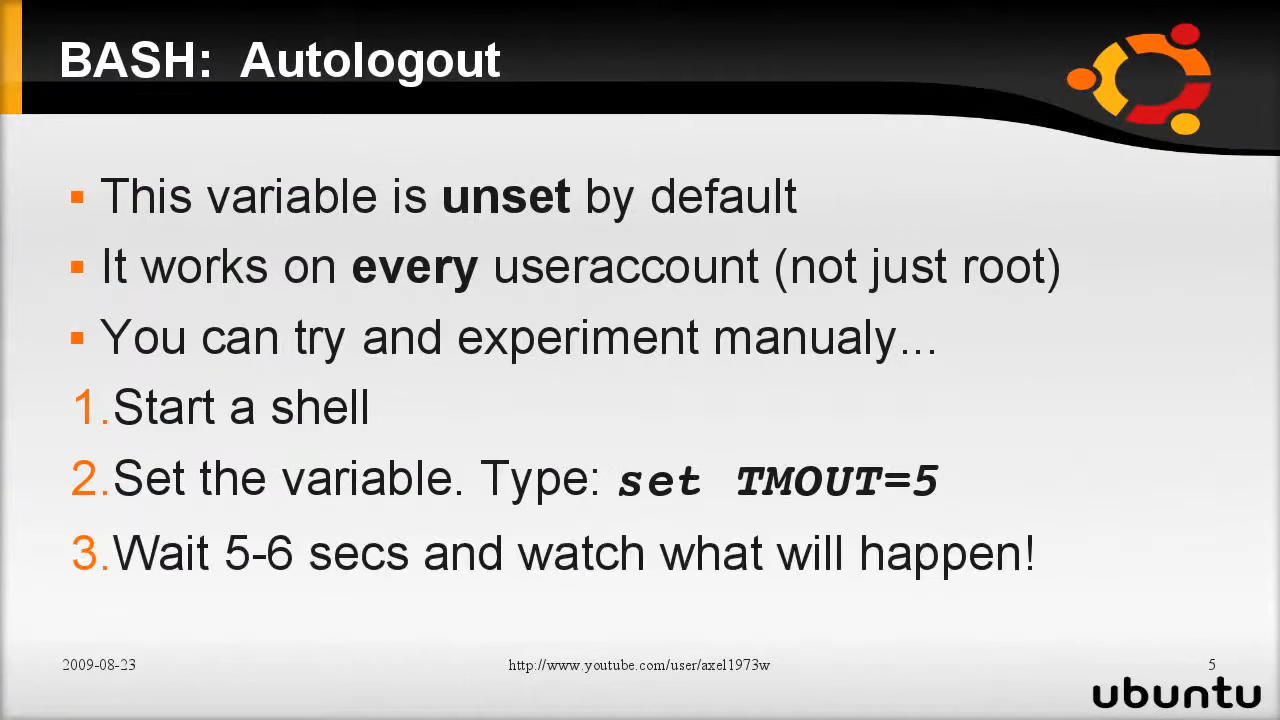 BASH: Autologout
This variable is unset by default
It works on every useraccount (not just root)
You can try and experiment manualy...
1.Start a shell
2.Set the variable. Type: set TMOUT=5
3.Wait 5-6 secs and watch what will happen!
2009-08-23 http://www.youtube.com/user/axel1973w 5
ubuntu